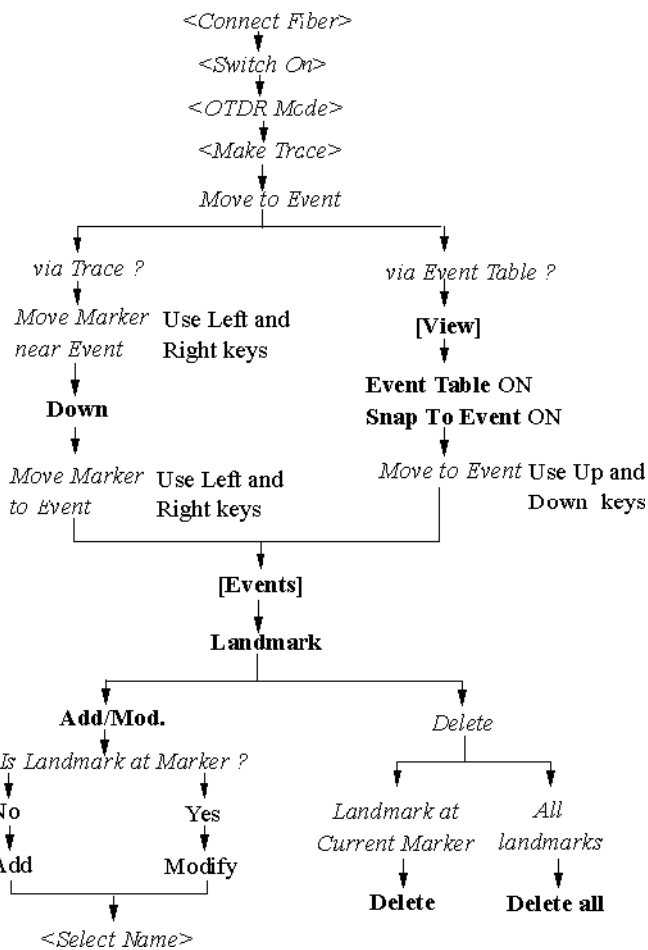 <Connect Fiber>
<Switch On>
<OTDR Mode>
<Make Trace>
Move to Event
via Trace ?
via Event Table ?
Move Marker
near Event
Use Left and
Right keys
[View]
Down
Event Table ON
Snap To Event ON
Move Marker
to Event
Use Left and
Right keys
Move to Event
Use Up and
Down keys
[Events]
Landmark
Add/Mod.
Delete
Is Landmark at Marker ?
No
Yes
Landmark at
Current Marker
All
landmarks
Add
Modify
Delete
Delete all
<Select Name>